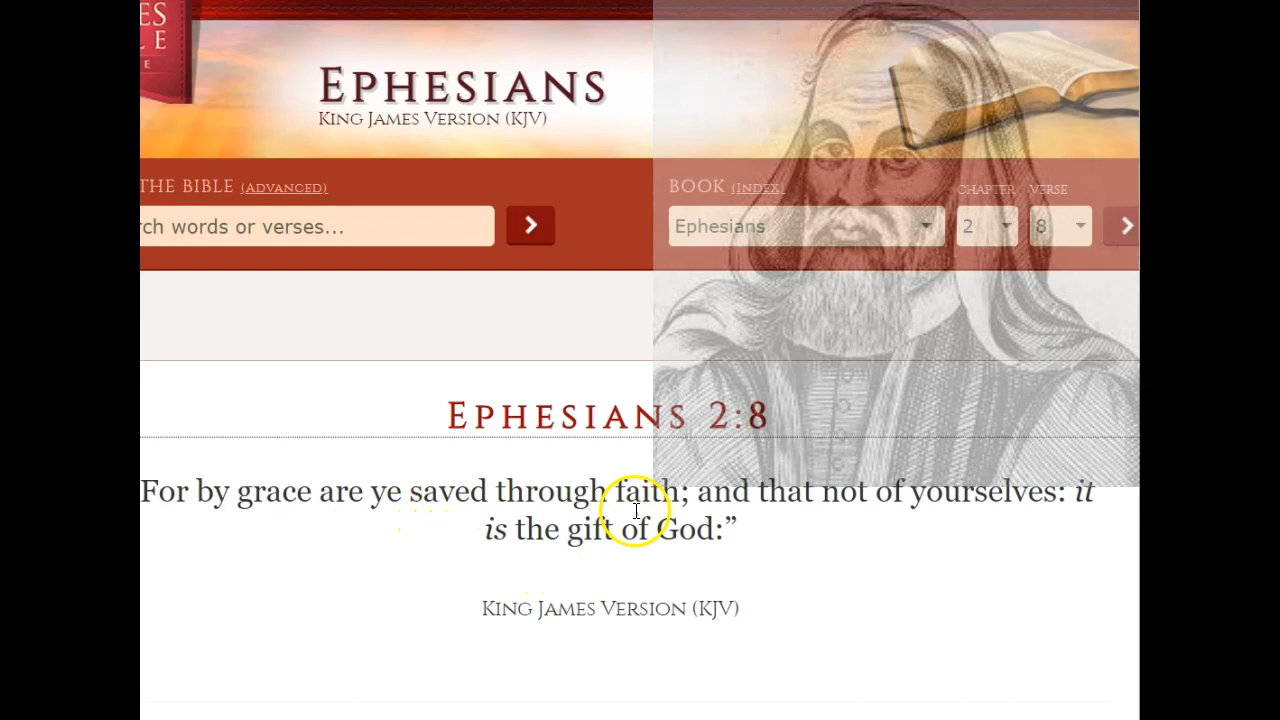 ES
LE
E
EPHESIANS
KING JAMES VERSION (KJV)
THE BIBLE (ADVANCED)
BOOK (INDEX)
CHAPTER
VERSE
rch words or verses...
Ephesians
2
8
EPHESIANS 2:8
For by grace are ye saved through faith; and that not of yourselves: it
is the gift of God:”
KING JAMES VERSION (KJV)